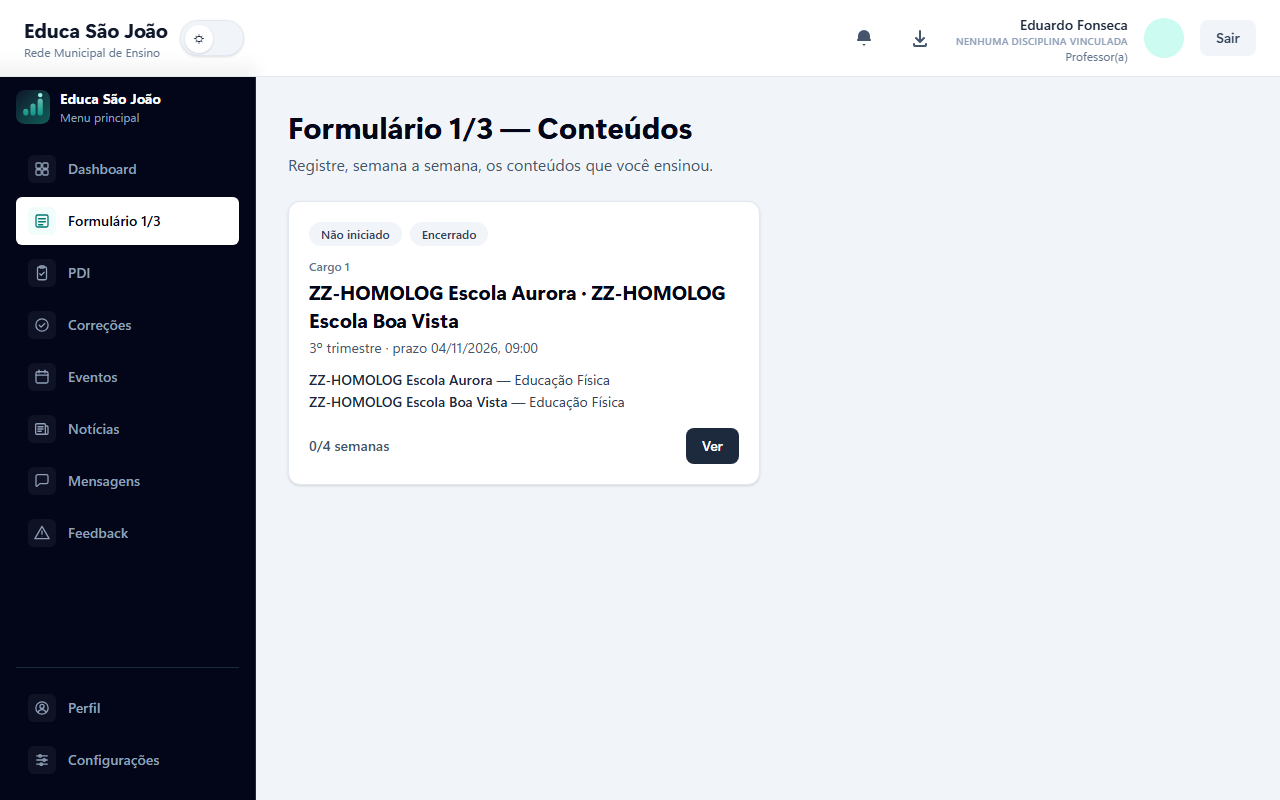 Educa São João
Rede Municipal de Ensino
Eduardo Fonseca
NENHUMA DISCIPLINA VINCULADA
Professor(a)
Sair
Educa São João
Menu principal
Dashboard
Formulário 1/3
PDI
Correções
Eventos
Notícias
Mensagens
Feedback
Perfil
Configurações
Formulário 1/3 — Conteúdos
Registre, semana a semana, os conteúdos que você ensinou.
Não iniciado
Encerrado
Cargo 1
ZZ-HOMOLOG Escola Aurora · ZZ-HOMOLOG
Escola Boa Vista
3º trimestre · prazo 04/11/2026, 09:00
ZZ-HOMOLOG Escola Aurora — Educação Física
ZZ-HOMOLOG Escola Boa Vista — Educação Física
0/4 semanas
Ver